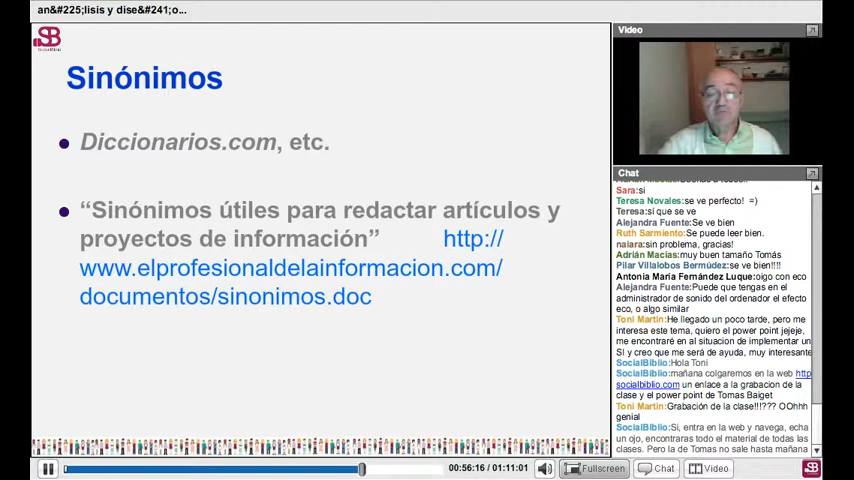 an&#225;lisis y dise&#241;o...
SB
Sinónimos
Diccionarios.com, etc.
“Sinónimos útiles para redactar artículos y
proyectos de información” http://
www.elprofesionaldelainformacion.com/
documentos/sinonimos.doc
Video
Chat
Sara:si
Teresa Novales:se ve perfecto! =)
Teresa:sí que se ve
Alejandra Fuente:Se ve bien
Ruth Sarmiento:Se puede leer bien.
naiara:sin problema, gracias!
Adrián Macías:muy buen tamaño Tomás
Pilar Villalobos Bermúdez:se ve bien!!!!
Antonia Maria Fernández Luque:oigo con eco
Alejandra Fuente:Puede que tengas en el
administrador de sonido del ordenador el efecto
eco, o algo similar
Toni Martin:He llegado un poco tarde, pero me
interesa este tema, quiero el power point jejeje,
me encontraré en al situacion de implementar un
SI y creo que me será de ayuda, muy interesante
SocialBiblio:Hola Toni
SocialBiblio:mañana colgaremos en la web http
socialbiblio.com un enlace a la grabacion de la
clase y el power point de Tomas Baiget
Toni Martin:Grabación de la clase!!!??? OOhhh
genial
SocialBiblio:Si, entra en la web y navega, echa
un ojo, encontraras todo el material de todas las
clases. Pero la de Tomas no sale hasta mañana
00:56:16 / 01:11:01
Fullscreen
Chat
Video
SB